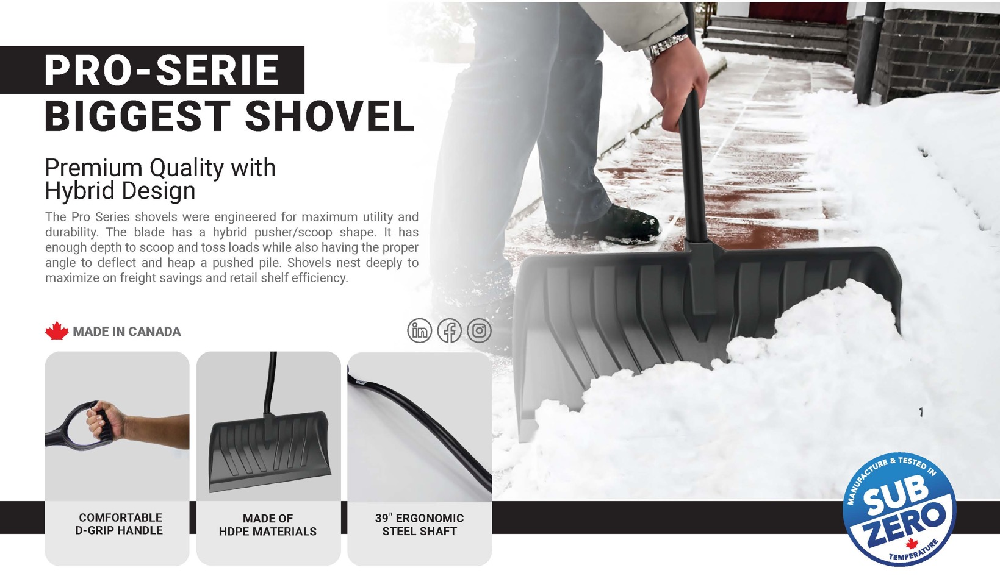 PRO-SERIE
BIGGEST SHOVEL
Premium Quality with
Hybrid Design
The Pro Series shovels were engineered for maximum utility and
durability. The blade has a hybrid pusher/scoop shape. It has
enough depth to scoop and toss loads while also having the proper
angle to deflect and heap a pushed pile. Shovels nest deeply to
maximize on freight savings and retail shelf efficiency.
MADE IN CANADA
in f
COMFORTABLE
D-GRIP HANDLE
MADE OF
HDPE MATERIALS
39" ERGONOMIC
STEEL SHAFT
MANUFACTURE & TESTED IN
SUB
ZERO
TEMPERATURE